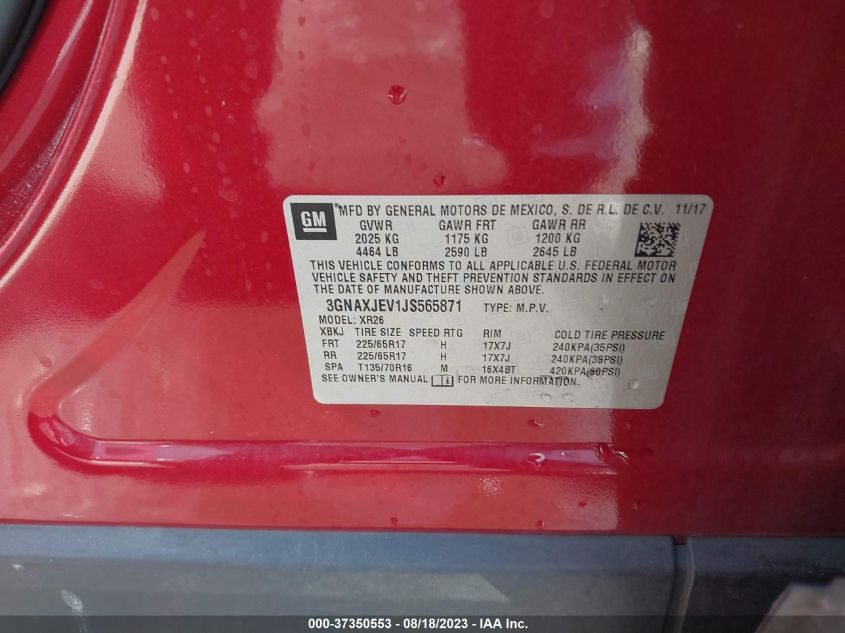 GM
MFD BY GENERAL MOTORS DE MEXICO, S. DE R.L. DE C.V. 11/17
GVWR GAWR FRT GAWR RR
2025 KG 1175 KG 1200 KG
4464 LB 2590 LB 2645 LB
THIS VEHICLE CONFORMS TO ALL APPLICABLE U.S. FEDERAL MOTOR
VEHICLE SAFETY AND THEFT PREVENTION STANDARDS IN EFFECT
ON THE DATE OF MANUFACTURE SHOWN ABOVE.
3GNAXJEV1JS565871 TYPE: M.P.V.
MODEL: XR26
XBKJ TIRE SIZE SPEED RTG RIM COLD TIRE PRESSURE
FRT 225/65R17 H 17X7J 240KPA(35PSI)
RR 225/65R17 H 17X7J 240KPA(35PSI)
SPA T135/70R16 M 16X4BT 420KPA(60PSI)
SEE OWNER'S MANUAL FOR MORE INFORMATION.
000-37350553 - 08/18/2023 - IAA Inc.